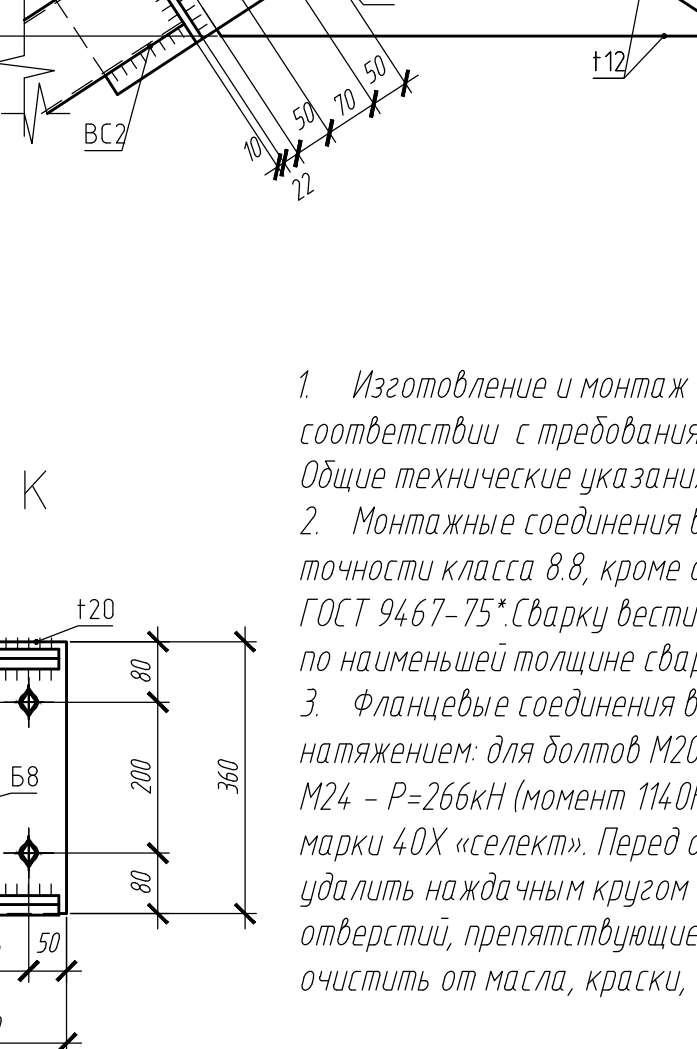 50
t12
70
50
ВС2
10
22
1. Изготовление и монтаж
соответствии с требования
Общие технические указани
К
2. Монтажные соединения в
точности класса 8.8, кроме
t20
ГОСТ 9467-75*.Сварку вести
80
по наименьшей толщине свар
3. Фланцевые соединения в
натяжением: для болтов М20
Б8
200
360
М24 - Р=266кН (момент 1140
марки 40Х «селект». Перед
80
удалить наждачным кругом
отверстий, препятствующие
50
очистить от масла, краски,